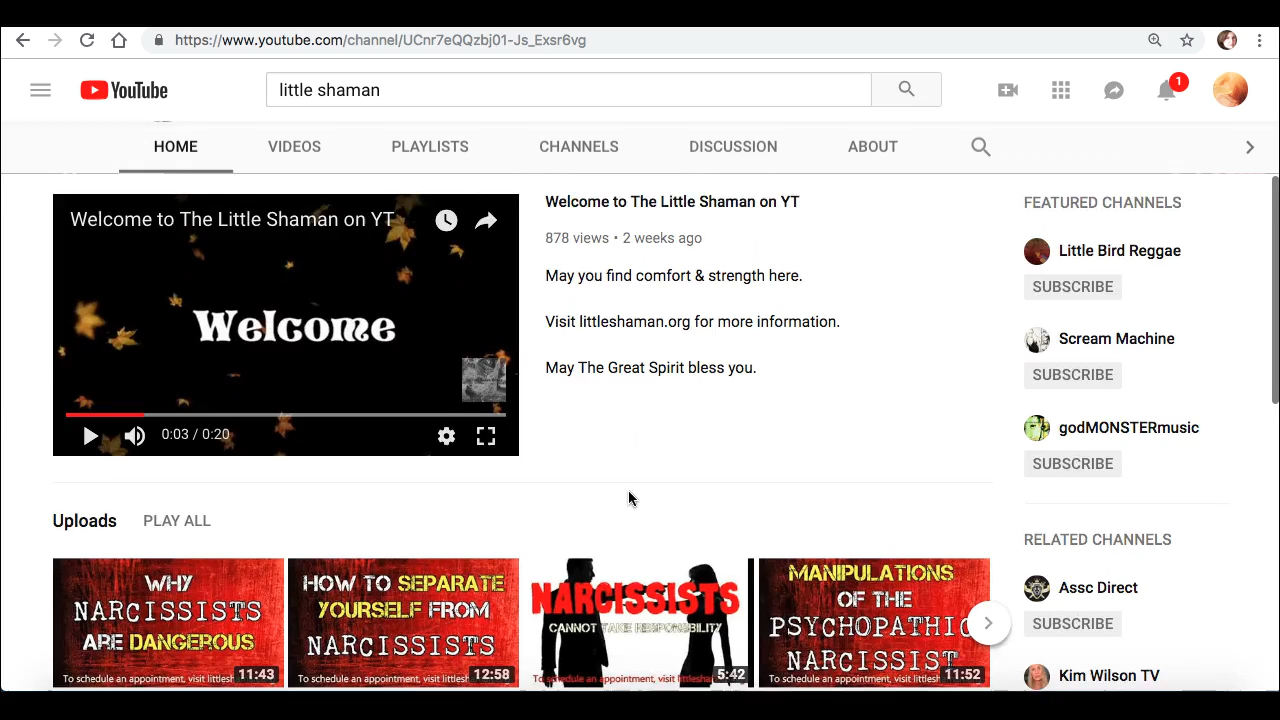 https://www.youtube.com/channel/UCnr7eQQzbj01-Js_Exsr6vg
YouTube
little shaman
1
HOME
VIDEOS
PLAYLISTS
CHANNELS
DISCUSSION
ABOUT
Welcome to The Little Shaman on YT
Welcome
0:03 / 0:20
Welcome to The Little Shaman on YT
878 views • 2 weeks ago
May you find comfort & strength here.
Visit littleshaman.org for more information.
May The Great Spirit bless you.
FEATURED CHANNELS
Little Bird Reggae
SUBSCRIBE
Scream Machine
SUBSCRIBE
godMONSTERmusic
SUBSCRIBE
RELATED CHANNELS
Assc Direct
SUBSCRIBE
Kim Wilson TV
Uploads PLAY ALL
WHY
NARCISSISTS
ARE DANGEROUS
11:43
To schedule an appointment, visit littlesh
HOW TO SEPARATE
YOURSELF FROM
NARCISSISTS
12:58
To schedule an appointment, visit littlesh
NARCISSISTS
CANNOT TAKE RESPONSIBILITY
5:42
To schedule an appointment, visit littlesha
MANIPULATIONS
OF THE
PSYCHOPATHIC
NARCISSIST
11:52
To schedule an appointment, visit littlesh